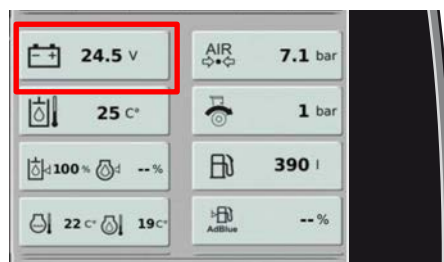 24.5 V
AIR 7.1 bar
25 C°
1 bar
100 % -- %
390 l
22 C° 19C°
AdBlue -- %